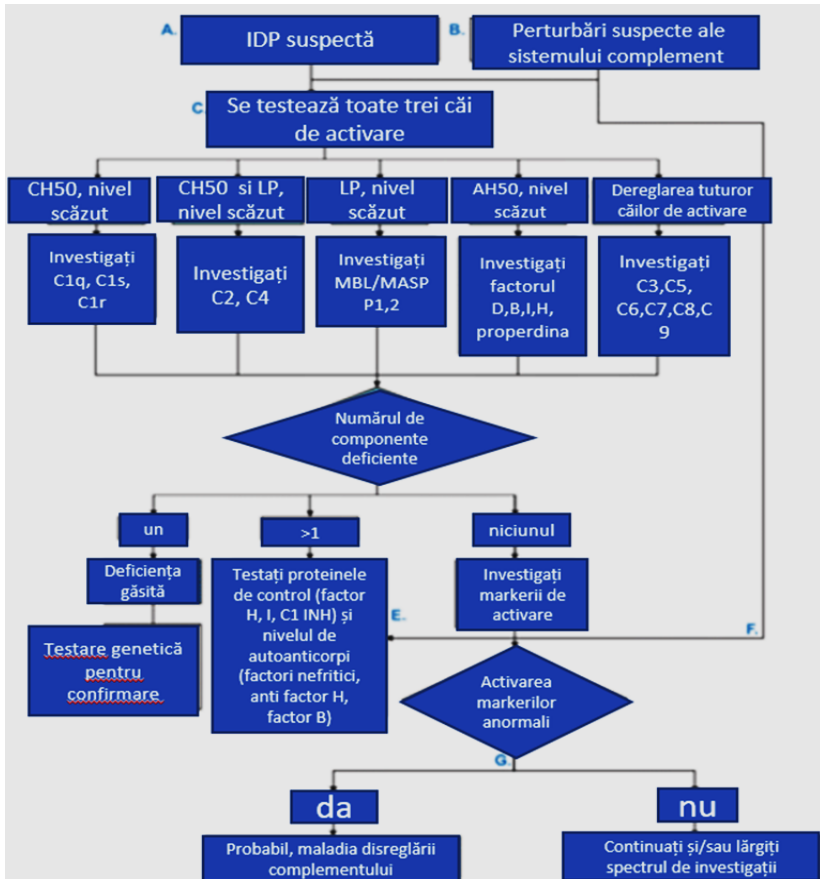 A.
IDP suspectă
B.
Perturbări suspecte ale
sistemului complement
C.
Se testează toate trei căi
de activare
CH50, nivel
scăzut
CH50 si LP,
nivel scăzut
LP, nivel
scăzut
AH50, nivel
scăzut
Dereglarea tuturor
căilor de activare
Investigați
C1q, C1s,
C1r
Investigați
C2, C4
Investigați
MBL/MASP
P1,2
Investigați
factorul
D,B,I,H,
properdina
Investigați
C3,C5,
C6,C7,C8,C
9
Numărul de
componente
deficiente
un
>1
niciunul
Deficiența
găsită
Testați proteinele
de control (factor
H, I, C1 INH) și
nivelul de
autoanticorpi
(factori nefritici,
anti factor H,
factor B)
Investigați
markerii de
activare
E.
F.
Testare genetică
pentru
confirmare
Activarea
markerilor
anormali
G.
da
nu
Probabil, maladia disreglării
complementului
Continuați și/sau lărgiți
spectrul de investigații